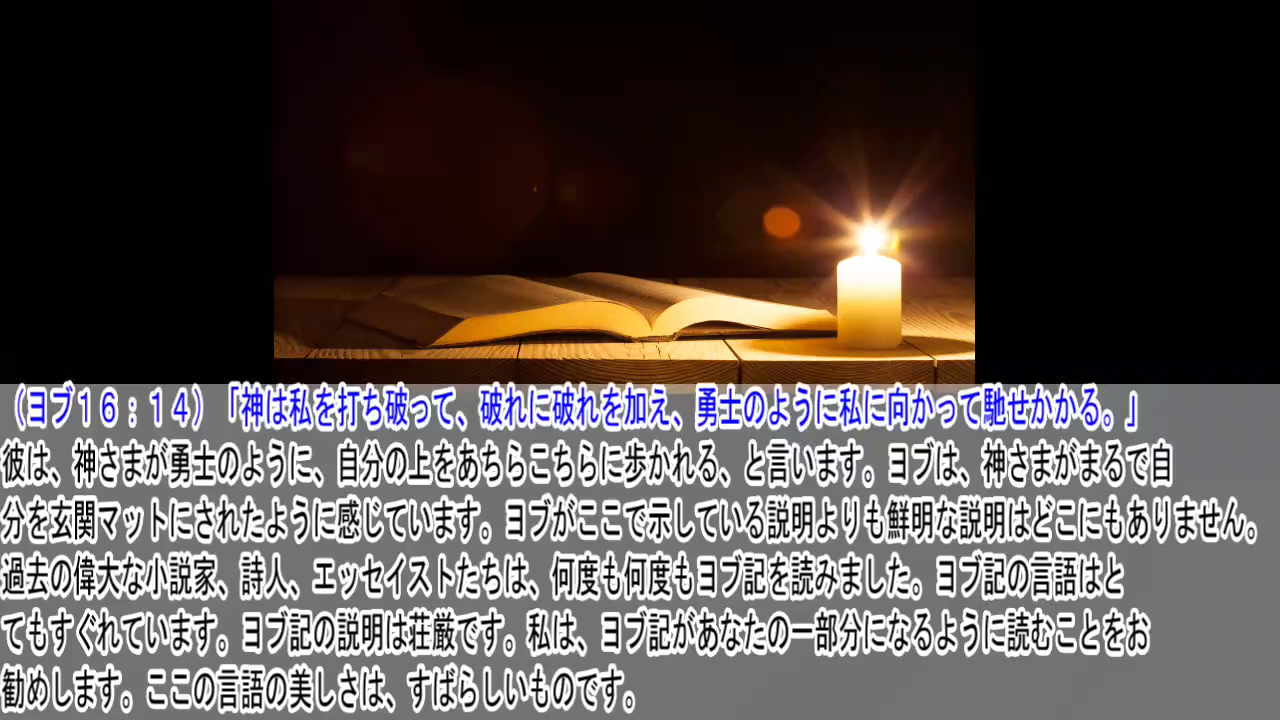 （ヨブ１６：１４）「神は私を打ち破って、破れに破れを加え、勇士のように私に向かって馳せかかる。」
彼は、神さまが勇士のように、自分の上をあちらこちらに歩かれる、と言います。ヨブは、神さまがまるで自
分を玄関マットにされたように感じています。ヨブがここで示している説明よりも鮮明な説明はどこにもありません。
過去の偉大な小説家、詩人、エッセイストたちは、何度も何度もヨブ記を読みました。ヨブ記の言語はと
てもすぐれています。ヨブ記の説明は荘厳です。私は、ヨブ記があなたの一部分になるように読むことをお
勧めします。ここの言語の美しさは、すばらしいものです。